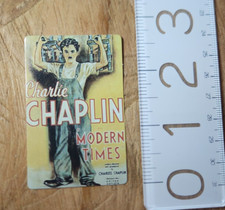 Charlie
CHAPLIN
MODERN
TIMES
CHARLES CHAPLIN
0 1 2 3